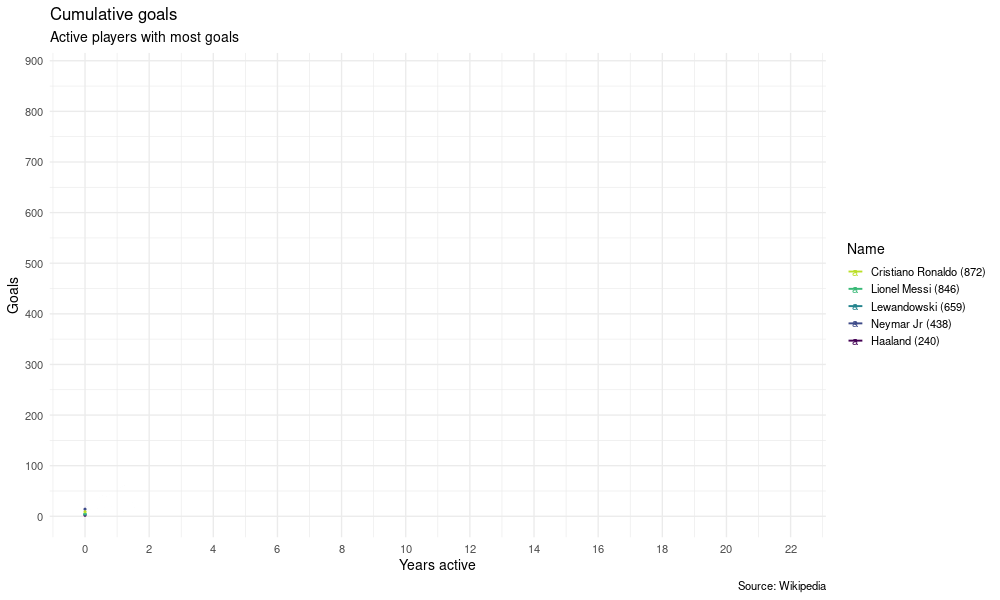 Cumulative goals
Active players with most goals
900
800
700
600
500
400
300
200
100
0
Goals
0 2 4 6 8 10 12 14 16 18 20 22
Years active
Name
a Cristiano Ronaldo (872)
a Lionel Messi (846)
a Lewandowski (659)
a Neymar Jr (438)
a Haaland (240)
Source: Wikipedia